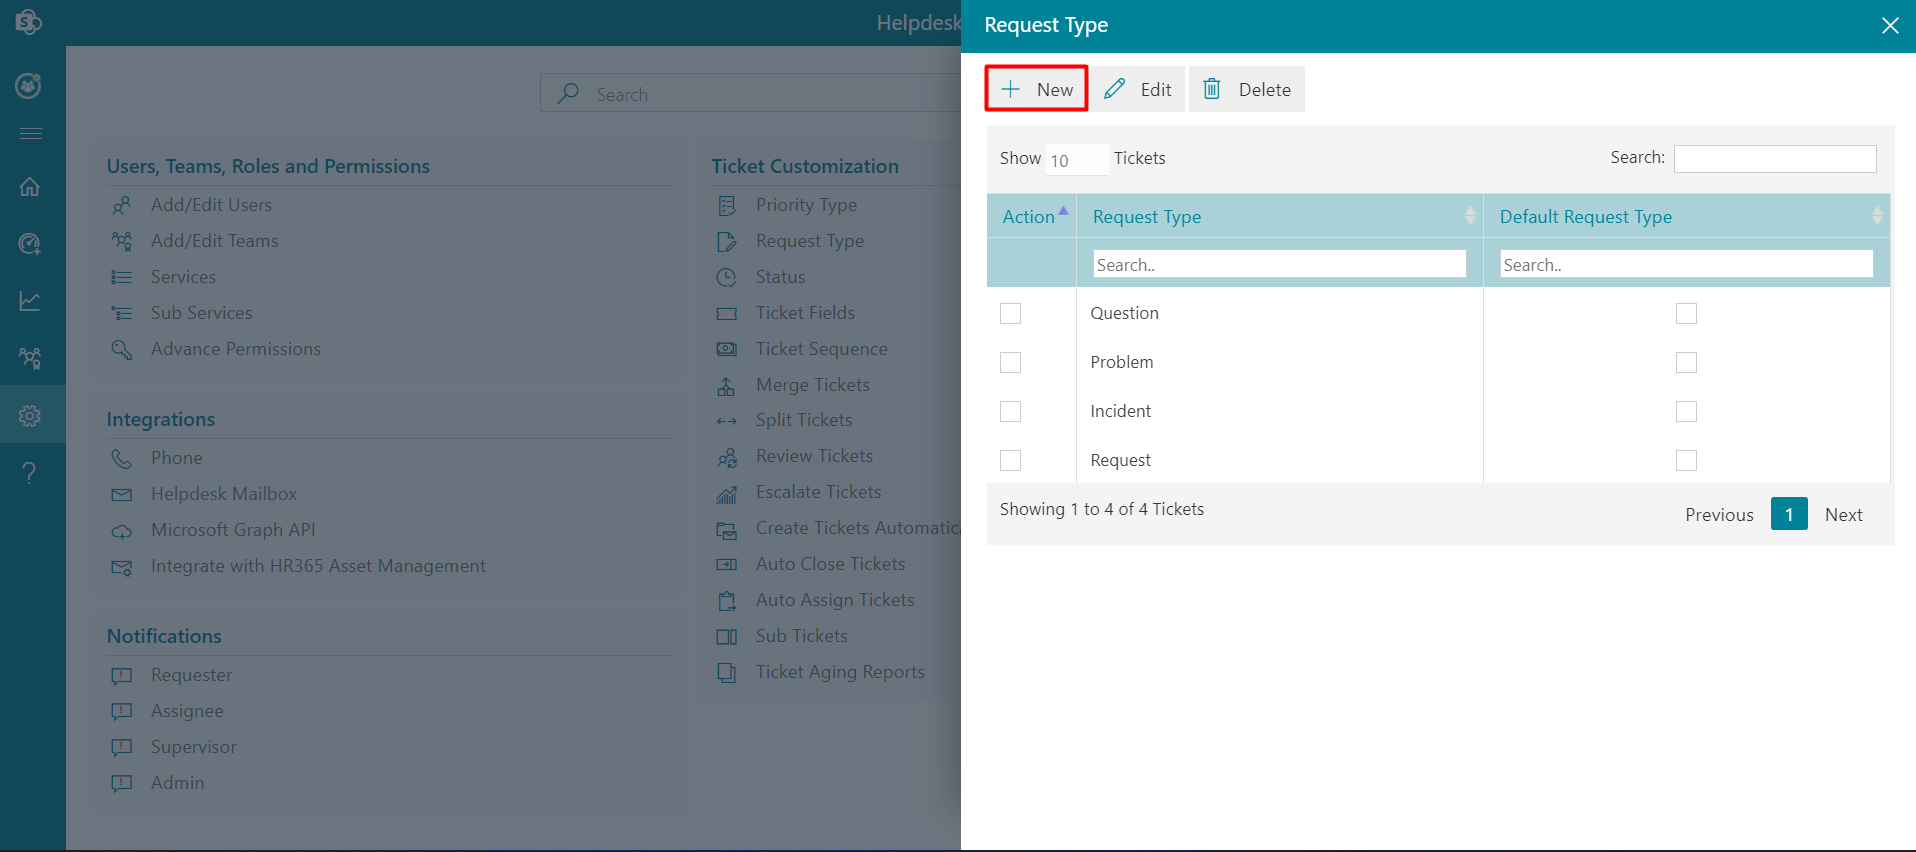 Helpdesk
Search
Users, Teams, Roles and Permissions
Add/Edit Users
Add/Edit Teams
Services
Sub Services
Advance Permissions
Integrations
Phone
Helpdesk Mailbox
Microsoft Graph API
Integrate with HR365 Asset Management
Notifications
Requester
Assignee
Supervisor
Admin
Ticket Customization
Priority Type
Request Type
Status
Ticket Fields
Ticket Sequence
Merge Tickets
Split Tickets
Review Tickets
Escalate Tickets
Create Tickets Automatica
Auto Close Tickets
Auto Assign Tickets
Sub Tickets
Ticket Aging Reports
Request Type
New Edit Delete
Show 10 Tickets Search:
Action Request Type Default Request Type
Search.. Search..
Question
Problem
Incident
Request
Showing 1 to 4 of 4 Tickets
Previous 1 Next